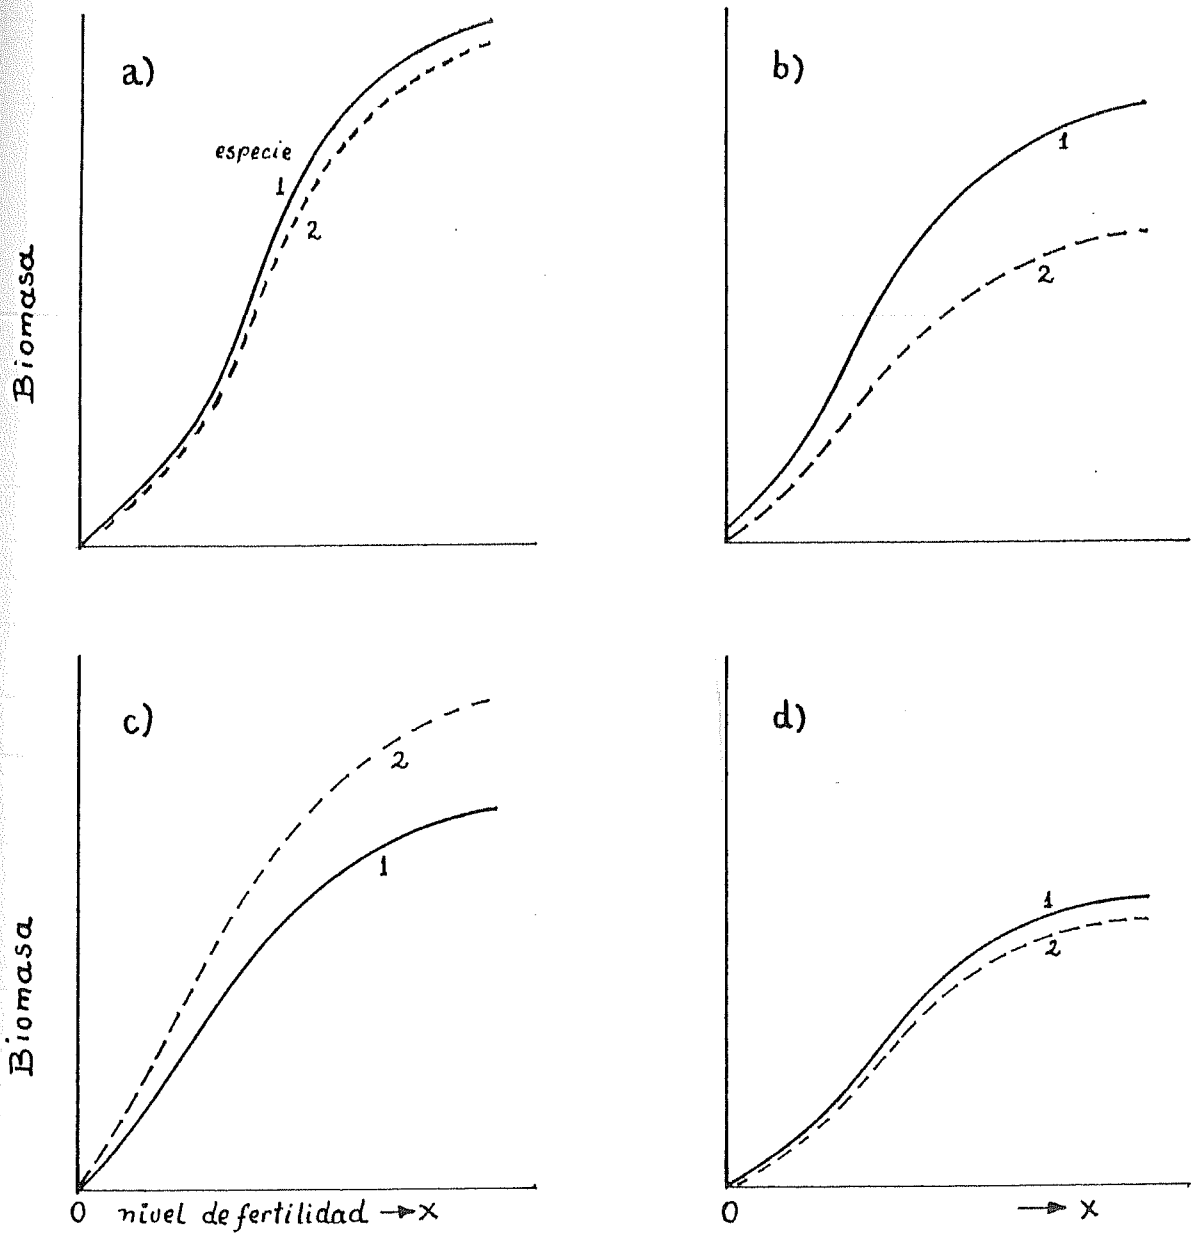 a)
especie
1
2
Biomasa
b)
1
2
c)
2
1
Biomasa
0 nivel de fertilidad → X
d)
1
2
0 → X